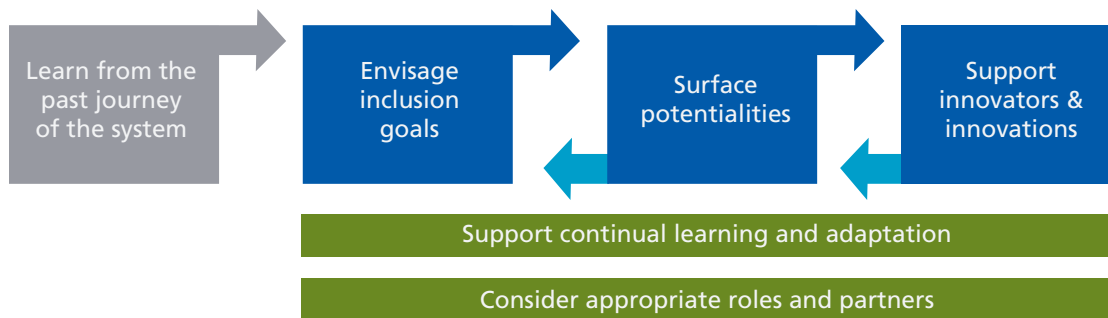 Learn from the
past journey
of the system
Envisage
inclusion
goals
Surface
potentialities
Support
innovators &
innovations
Support continual learning and adaptation
Consider appropriate roles and partners